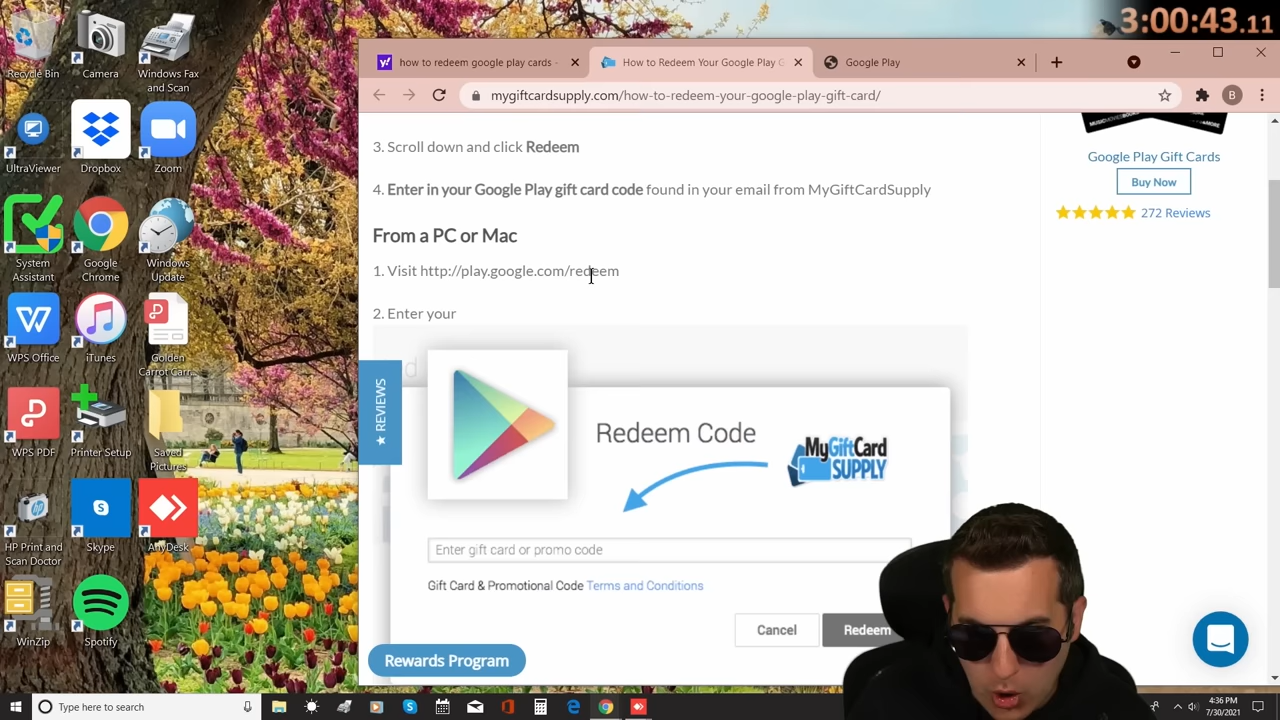 3:00:43.11
Recycle Bin
Camera
Windows Fax
and Scan
UltraViewer
Dropbox
Zoom
System
Assistant
Google
Chrome
Windows
Update
WPS Office
iTunes
Golden
Carrot Carr...
WPS PDF
Printer Setup
Saved
Pictures
HP Print and
Scan Doctor
Skype
AnyDesk
WinZip
Spotify
how to redeem google play cards -
How to Redeem Your Google Play G
Google Play
mygiftcardsupply.com/how-to-redeem-your-google-play-gift-card/
B
3. Scroll down and click Redeem
4. Enter in your Google Play gift card code found in your email from MyGiftCardSupply
From a PC or Mac
1. Visit http://play.google.com/redeem
2. Enter your
Redeem Code
MyGiftCard
SUPPLY
Enter gift card or promo code
Gift Card & Promotional Code Terms and Conditions
Cancel
Redeem
★ REVIEWS
Rewards Program
Google Play Gift Cards
Buy Now
272 Reviews
Type here to search
4:36 PM
7/30/2021